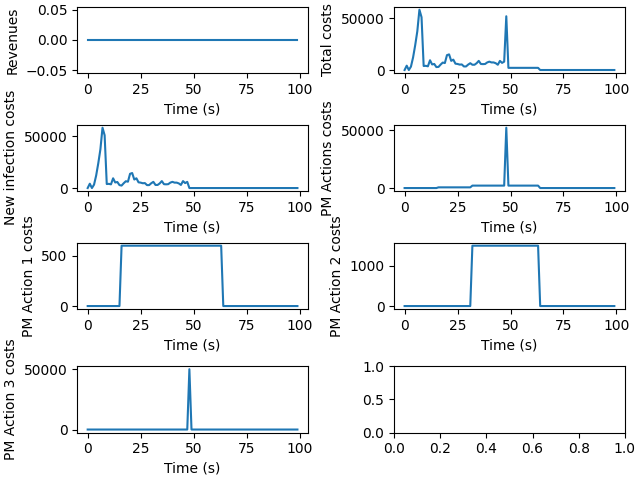 Revenues
0.05
0.00
−0.05
0 25 50 75 100
Time (s)
Total costs
50000
0
0 25 50 75 100
Time (s)
New infection costs
50000
0
0 25 50 75 100
Time (s)
PM Actions costs
50000
0
0 25 50 75 100
Time (s)
PM Action 1 costs
500
0
0 25 50 75 100
Time (s)
PM Action 2 costs
1000
0
0 25 50 75 100
Time (s)
PM Action 3 costs
50000
0
0 25 50 75 100
Time (s)
1.0
0.5
0.0
0.0 0.2 0.4 0.6 0.8 1.0